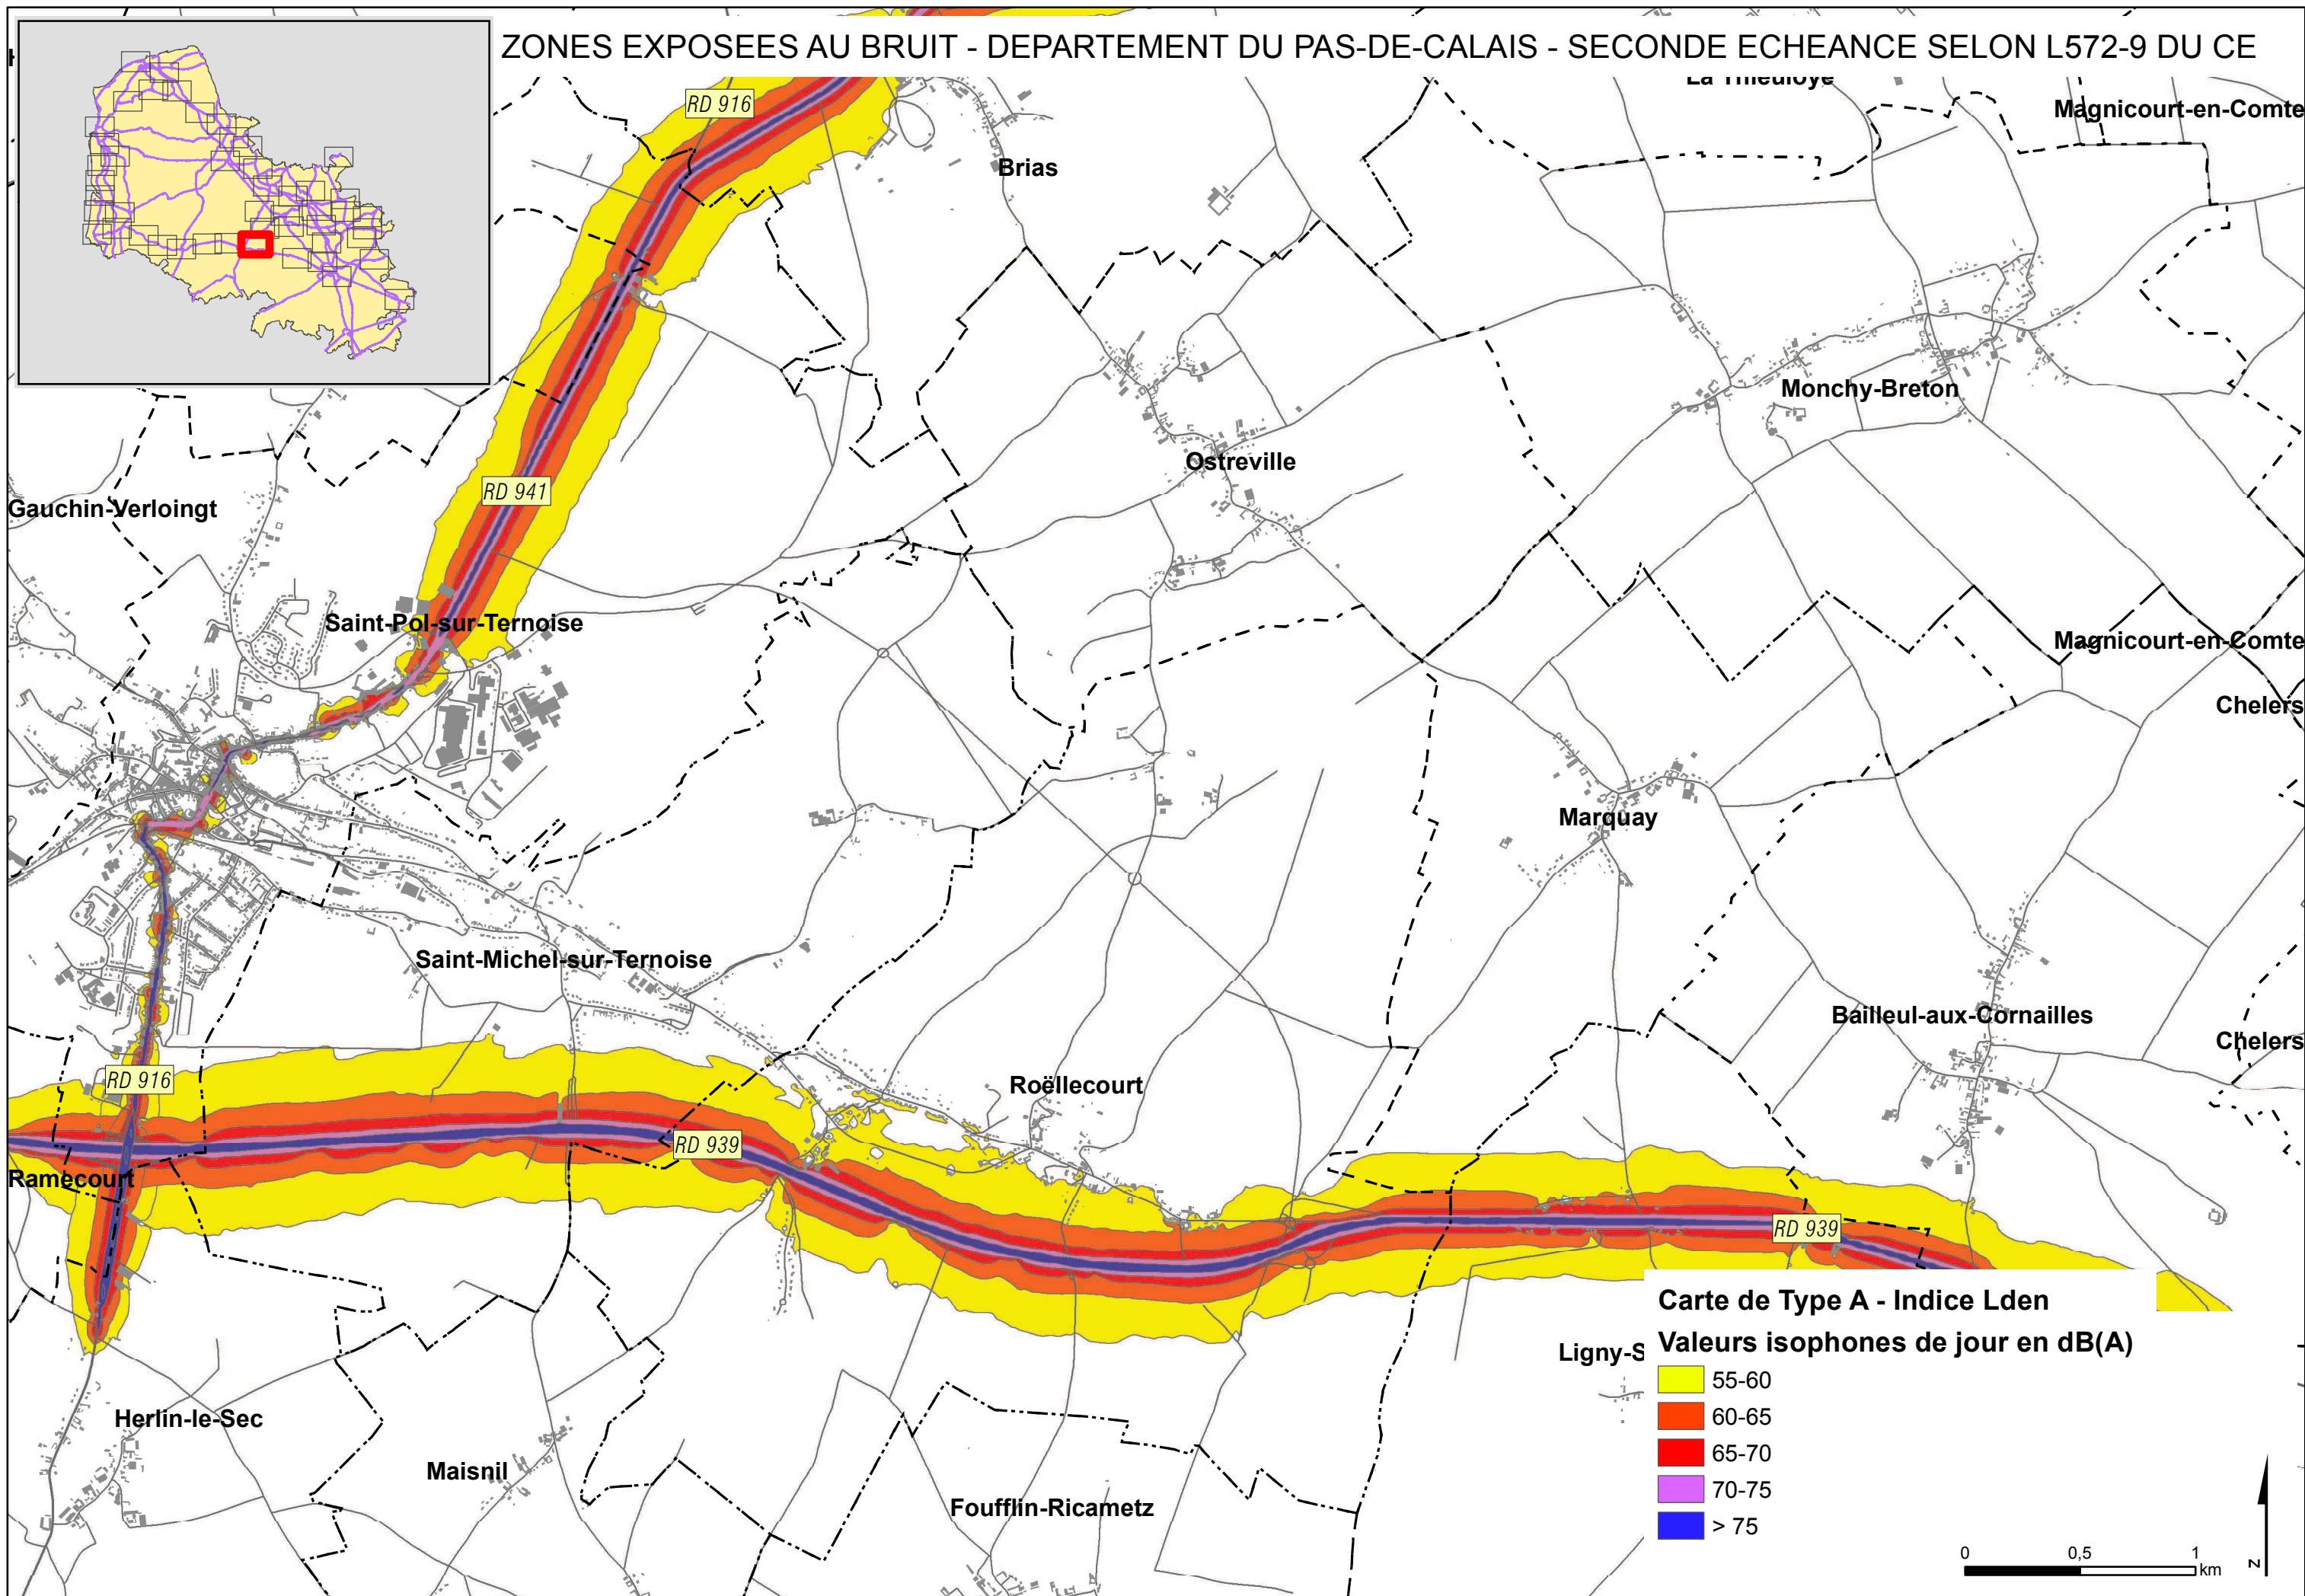 ZONES EXPOSEES AU BRUIT - DEPARTEMENT DU PAS-DE-CALAIS - SECONDE ECHEANCE SELON L572-9 DU CE
La Thieuloye
RD 916
Magnicourt-en-Comte
Brias
Monchy-Breton
Ostreville
RD 941
Gauchin-Verloingt
Saint-Pol-sur-Ternoise
Magnicourt-en-Comte
Chelers
Marquay
Saint-Michel-sur-Ternoise
Bailleul-aux-Cornailles
Chelers
RD 916
Roëllecourt
RD 939
Ramecourt
RD 939
Carte de Type A - Indice Lden
Valeurs isophones de jour en dB(A)
Ligny-S
55-60
60-65
65-70
70-75
> 75
Herlin-le-Sec
Maisnil
Foufflin-Ricametz
0 0,5 1
km
Z